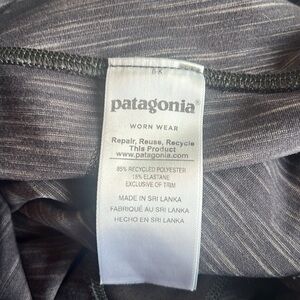 patagonia®
WORN WEAR
Repair, Reuse, Recycle
This Product
www.patagonia.com
85% RECYCLED POLYESTER
15% ELASTANE
EXCLUSIVE OF TRIM
MADE IN SRI LANKA
FABRIQUÉ AU SRI LANKA
HECHO EN SRI LANKA